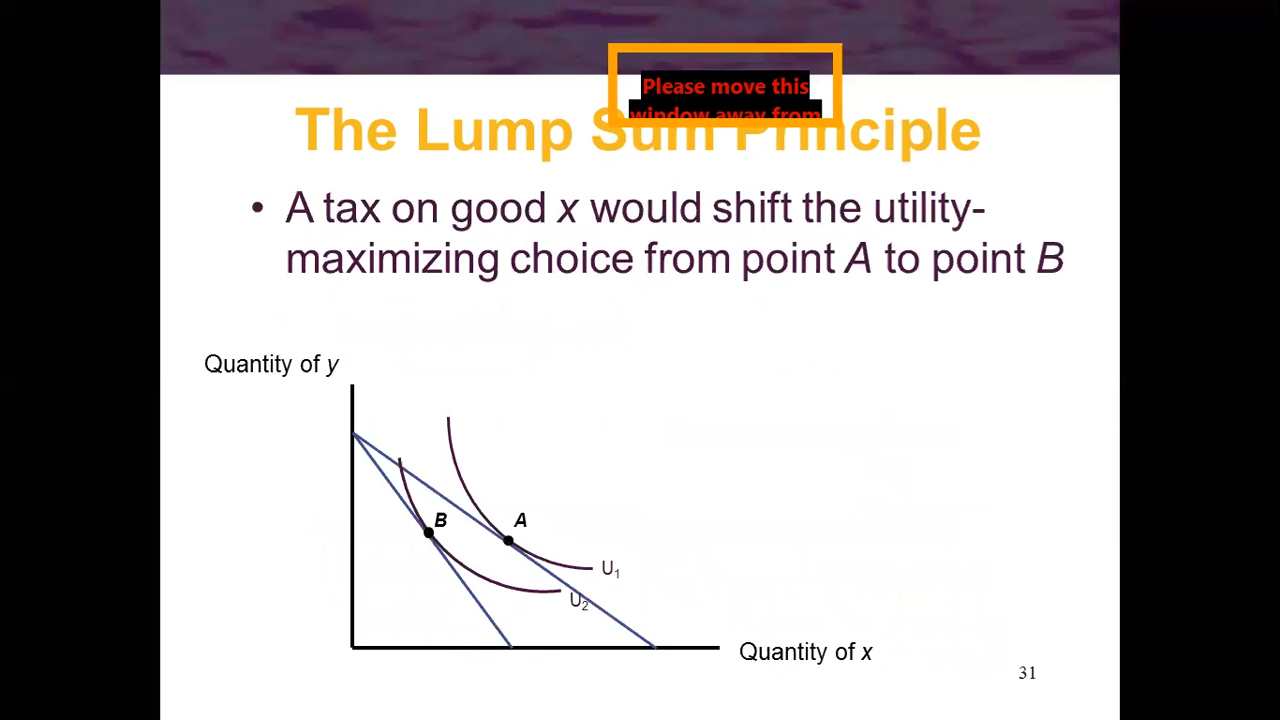 Please move this
window away from
The Lump Sum Principle
• A tax on good x would shift the utility-
maximizing choice from point A to point B
Quantity of y
B
A
U1
U2
Quantity of x
31